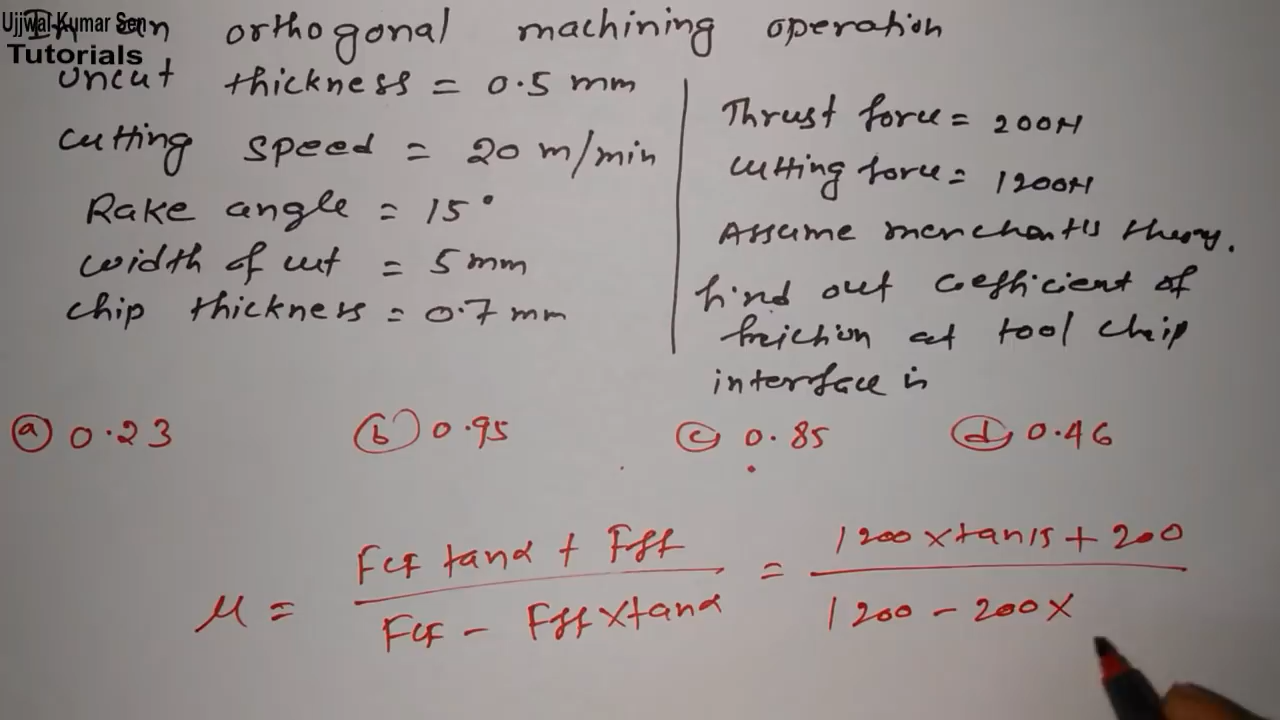 Ujjwal Kumar Sen
Tutorials
In an orthogonal machining operation
uncut thickness = 0.5 mm
cutting speed = 20 m/min
Rake angle = 15°
width of cut = 5 mm
chip thickness = 0.7 mm
Thrust force = 200N
cutting force = 1200N
Assume merchant's theory.
find out coefficient of
friction at tool chip
interface is
(a) 0.23 (b) 0.95 (c) 0.85 (d) 0.46
μ = Fcf tanα + Fff / Fcf - Fff × tanα = 1200 × tan15 + 200 / 1200 - 200 ×